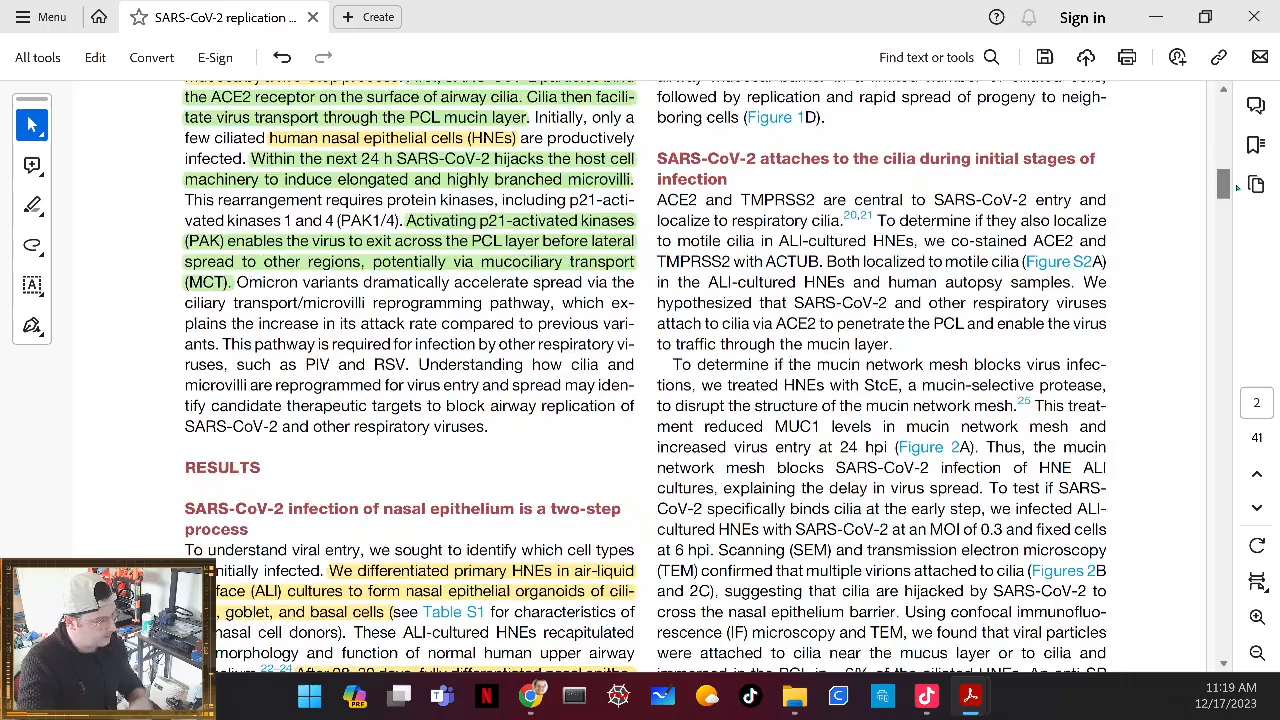 Menu
SARS-CoV-2 replication ...
Create
Sign in
All tools
Edit
Convert
E-Sign
Find text or tools
the ACE2 receptor on the surface of airway cilia. Cilia then facili-
tate virus transport through the PCL mucin layer. Initially, only a
few ciliated human nasal epithelial cells (HNEs) are productively
infected. Within the next 24 h SARS-CoV-2 hijacks the host cell
machinery to induce elongated and highly branched microvilli.
This rearrangement requires protein kinases, including p21-acti-
vated kinases 1 and 4 (PAK1/4). Activating p21-activated kinases
(PAK) enables the virus to exit across the PCL layer before lateral
spread to other regions, potentially via mucociliary transport
(MCT). Omicron variants dramatically accelerate spread via the
ciliary transport/microvilli reprogramming pathway, which ex-
plains the increase in its attack rate compared to previous vari-
ants. This pathway is required for infection by other respiratory vi-
ruses, such as PIV and RSV. Understanding how cilia and
microvilli are reprogrammed for virus entry and spread may iden-
tify candidate therapeutic targets to block airway replication of
SARS-CoV-2 and other respiratory viruses.
RESULTS
SARS-CoV-2 infection of nasal epithelium is a two-step
process
To understand viral entry, we sought to identify which cell types
initially infected. We differentiated primary HNEs in air-liquid
face (ALI) cultures to form nasal epithelial organoids of cili-
, goblet, and basal cells (see Table S1 for characteristics of
nasal cell donors). These ALI-cultured HNEs recapitulated
morphology and function of normal human upper airway
followed by replication and rapid spread of progeny to neigh-
boring cells (Figure 1D).
SARS-CoV-2 attaches to the cilia during initial stages of
infection
ACE2 and TMPRSS2 are central to SARS-CoV-2 entry and
localize to respiratory cilia.20,21 To determine if they also localize
to motile cilia in ALI-cultured HNEs, we co-stained ACE2 and
TMPRSS2 with ACTUB. Both localized to motile cilia (Figure S2A)
in the ALI-cultured HNEs and human autopsy samples. We
hypothesized that SARS-CoV-2 and other respiratory viruses
attach to cilia via ACE2 to penetrate the PCL and enable the virus
to traffic through the mucin layer.
To determine if the mucin network mesh blocks virus infec-
tions, we treated HNEs with StcE, a mucin-selective protease,
to disrupt the structure of the mucin network mesh.25 This treat-
ment reduced MUC1 levels in mucin network mesh and
increased virus entry at 24 hpi (Figure 2A). Thus, the mucin
network mesh blocks SARS-CoV-2 infection of HNE ALI
cultures, explaining the delay in virus spread. To test if SARS-
CoV-2 specifically binds cilia at the early step, we infected ALI-
cultured HNEs with SARS-CoV-2 at an MOI of 0.3 and fixed cells
at 6 hpi. Scanning (SEM) and transmission electron microscopy
(TEM) confirmed that multiple virions attached to cilia (Figures 2B
and 2C), suggesting that cilia are hijacked by SARS-CoV-2 to
cross the nasal epithelium barrier. Using confocal immunofluo-
rescence (IF) microscopy and TEM, we found that viral particles
were attached to cilia near the mucus layer or to cilia and
2
41
PRE
11:19 AM
12/17/2023